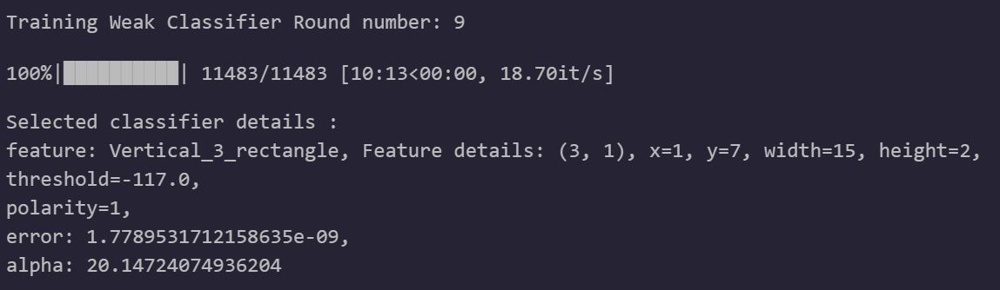 Training Weak Classifier Round number: 9
100%|██████████| 11483/11483 [10:13<00:00, 18.70it/s]
Selected classifier details :
feature: Vertical_3_rectangle, Feature details: (3, 1), x=1, y=7, width=15, height=2,
threshold=-117.0,
polarity=1,
error: 1.7789531712158635e-09,
alpha: 20.14724074936204